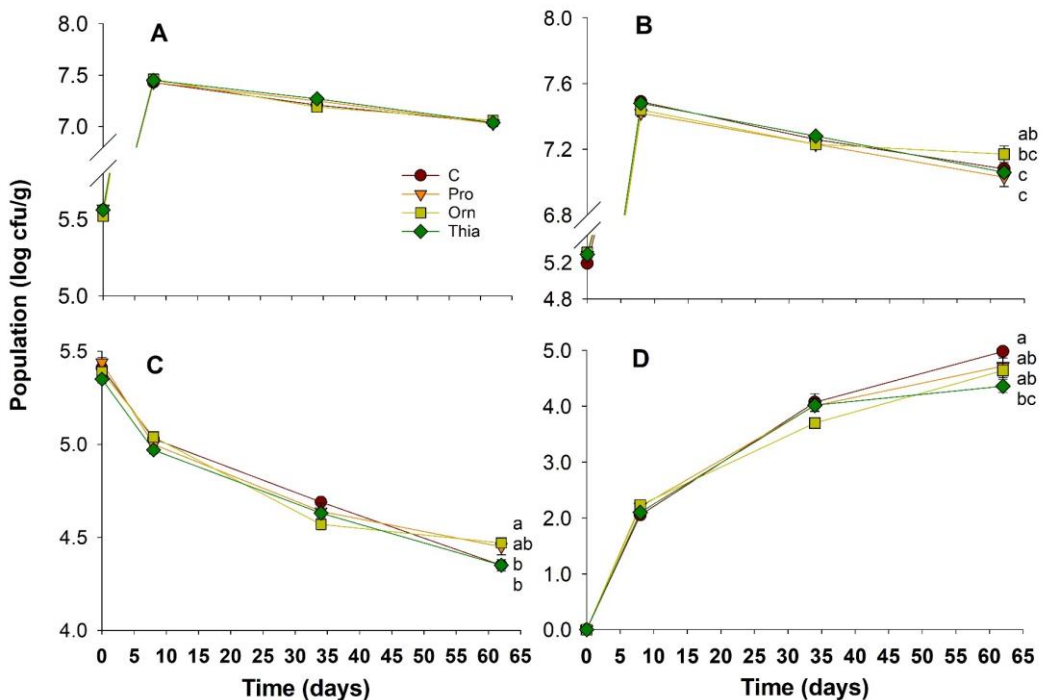 Population (log cfu/g)
A
8.0
7.5
7.0
5.5
5.0
C
Pro
Orn
Thia
B
8.0
7.6
7.2
6.8
5.2
4.8
ab
bc
c
c
C
5.5
5.0
4.5
4.0
a
ab
b
b
0 5 10 15 20 25 30 35 40 45 50 55 60 65
Time (days)
D
5.0
4.0
3.0
2.0
1.0
0.0
a
ab
ab
bc
0 5 10 15 20 25 30 35 40 45 50 55 60 65
Time (days)